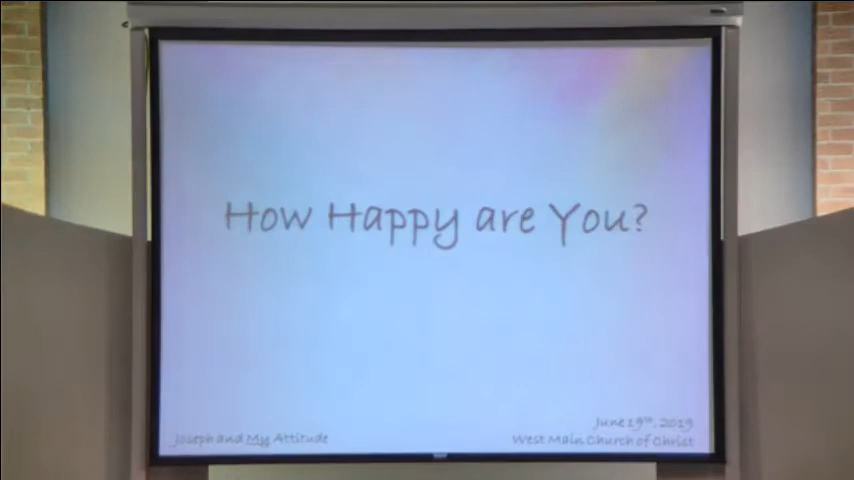 How Happy are You?
June 19th, 2019
Joseph and My Attitude
West Main Church of Christ